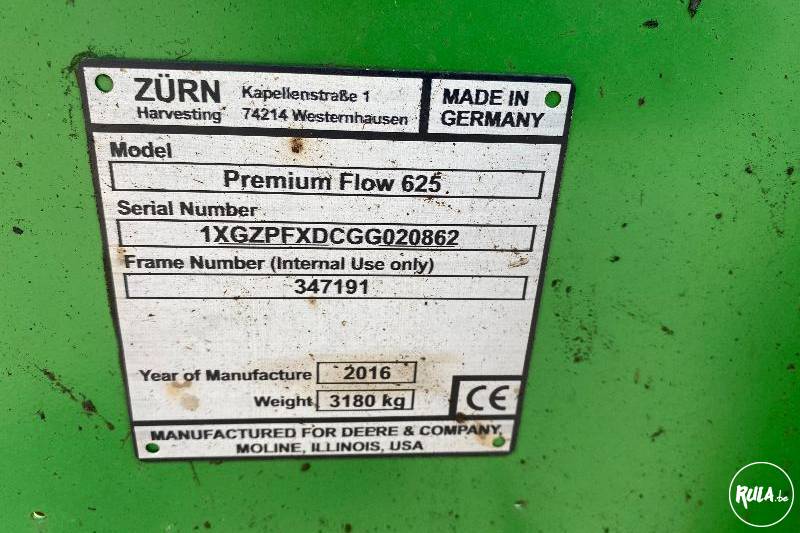 ZÜRN
Harvesting
Kapellenstraße 1
74214 Westernhausen
MADE IN
GERMANY
Model
Premium Flow 625
Serial Number
1XGZPFXDCGG020862
Frame Number (Internal Use only)
347191
Year of Manufacture 2016
Weight 3180 kg
CE
MANUFACTURED FOR DEERE & COMPANY,
MOLINE, ILLINOIS, USA
RULA.be